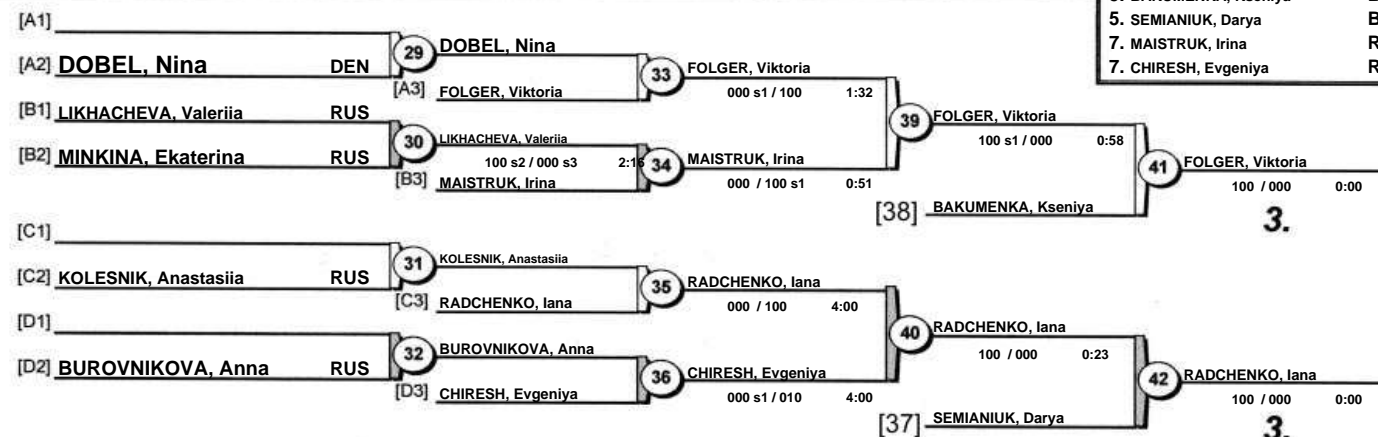 5. SEMIANIUK, Darya B
7. MAISTRUK, Irina R
7. CHIRESH, Evgeniya R
[A1]
[A2] DOBEL, Nina DEN
29 DOBEL, Nina
[A3] FOLGER, Viktoria
33 FOLGER, Viktoria
000 s1 / 100 1:32
[B1] LIKHACHEVA, Valeriia RUS
[B2] MINKINA, Ekaterina RUS
30 LIKHACHEVA, Valeriia
100 s2 / 000 s3 2:16
[B3] MAISTRUK, Irina
34 MAISTRUK, Irina
000 / 100 s1 0:51
39 FOLGER, Viktoria
100 s1 / 000 0:58
[38] BAKUMENKA, Kseniya
41 FOLGER, Viktoria
100 / 000 0:00
3.
[C1]
[C2] KOLESNIK, Anastasiia RUS
31 KOLESNIK, Anastasiia
[C3] RADCHENKO, Iana
35 RADCHENKO, Iana
000 / 100 4:00
[D1]
[D2] BUROVNIKOVA, Anna RUS
32 BUROVNIKOVA, Anna
[D3] CHIRESH, Evgeniya
36 CHIRESH, Evgeniya
000 s1 / 010 4:00
40 RADCHENKO, Iana
100 / 000 0:23
[37] SEMIANIUK, Darya
42 RADCHENKO, Iana
100 / 000 0:00
3.